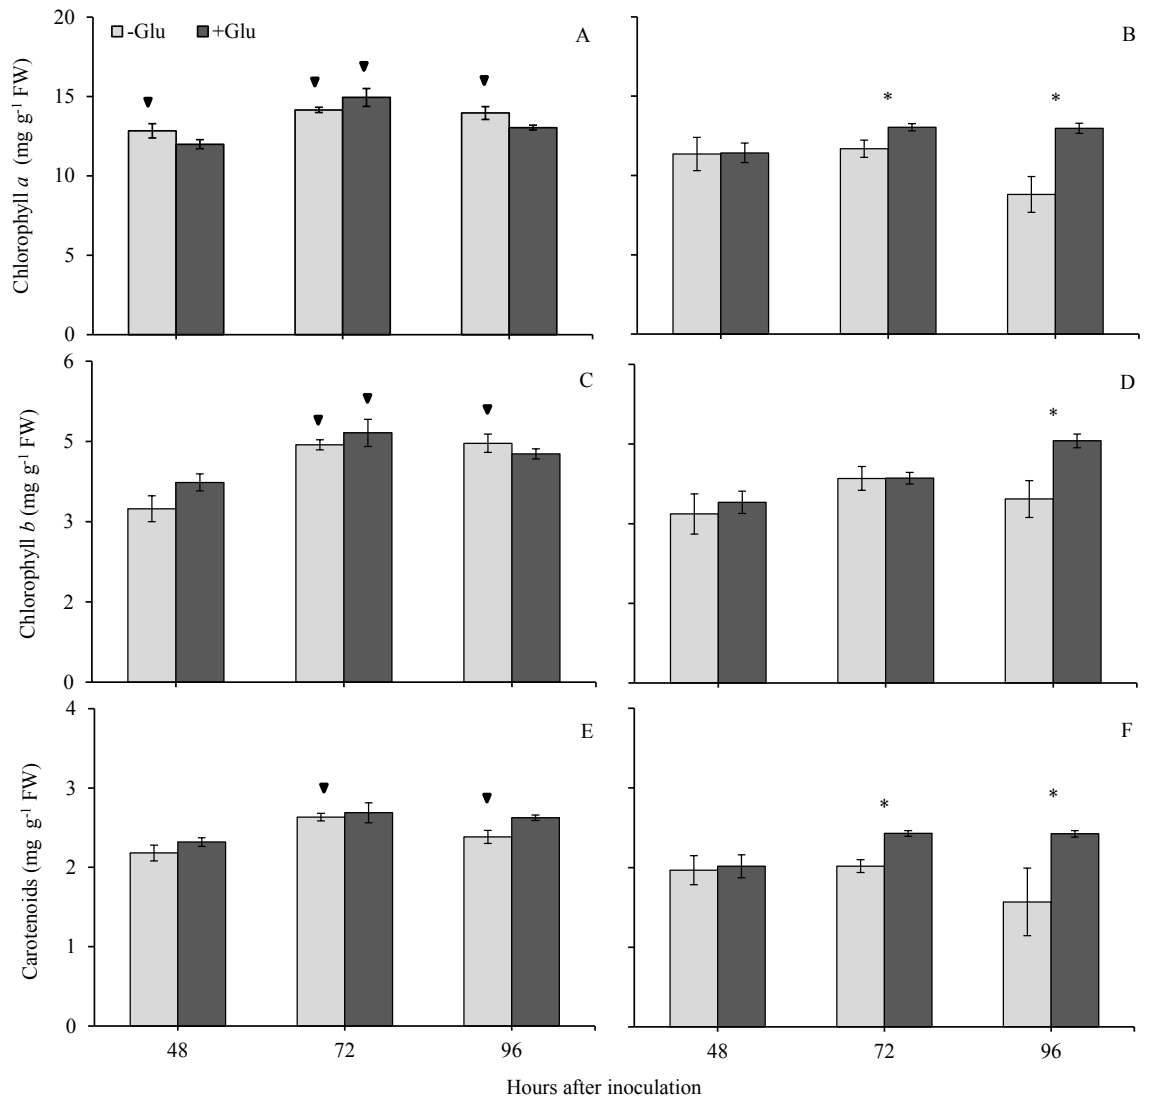 -Glu +Glu
A
B
Chlorophyll a (mg g-1 FW)
20
15
10
5
0
*
*
C
D
Chlorophyll b (mg g-1 FW)
6
5
3
2
0
*
E
F
Carotenoids (mg g-1 FW)
4
3
2
1
0
*
*
48 72 96
48 72 96
Hours after inoculation